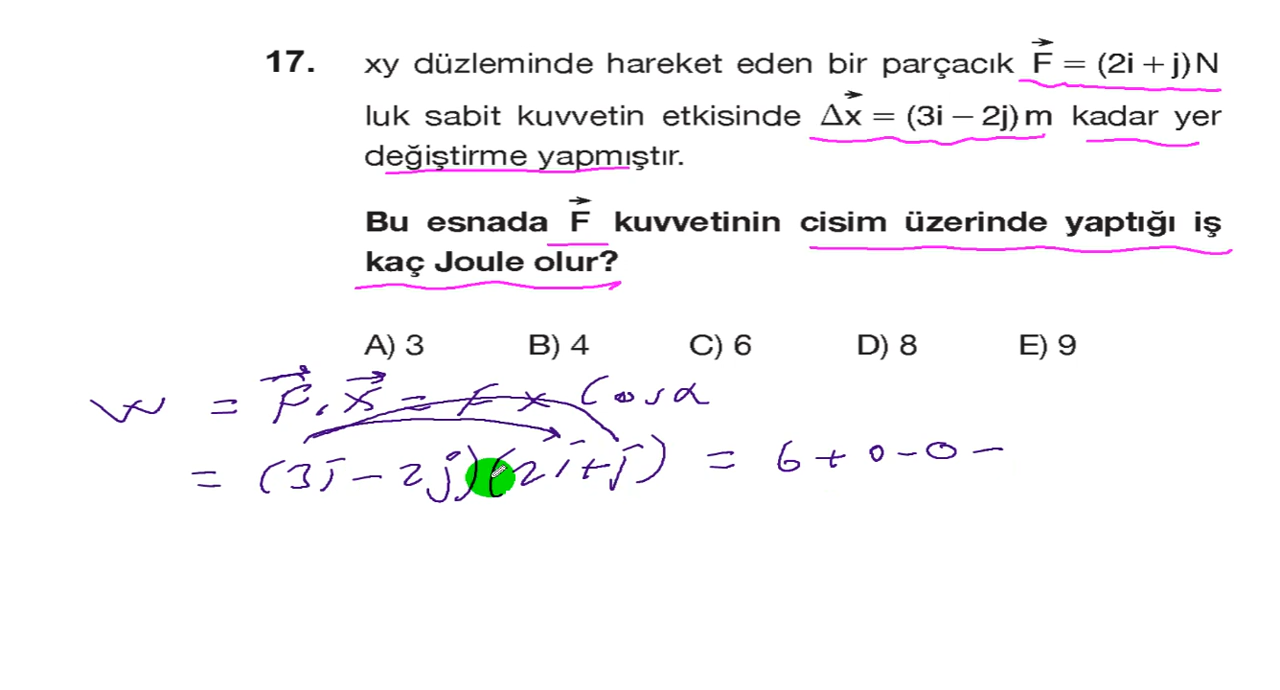 17. xy düzleminde hareket eden bir parçacık F = (2i + j) N
luk sabit kuvvetin etkisinde Δx = (3i – 2j) m kadar yer
değiştirme yapmıştır.
Bu esnada F kuvvetinin cisim üzerinde yaptığı iş
kaç Joule olur?
A) 3 B) 4 C) 6 D) 8 E) 9
W = F . X = F x Cos α
= (3i – 2j)(2i + j) = 6 + 0 – 0 –